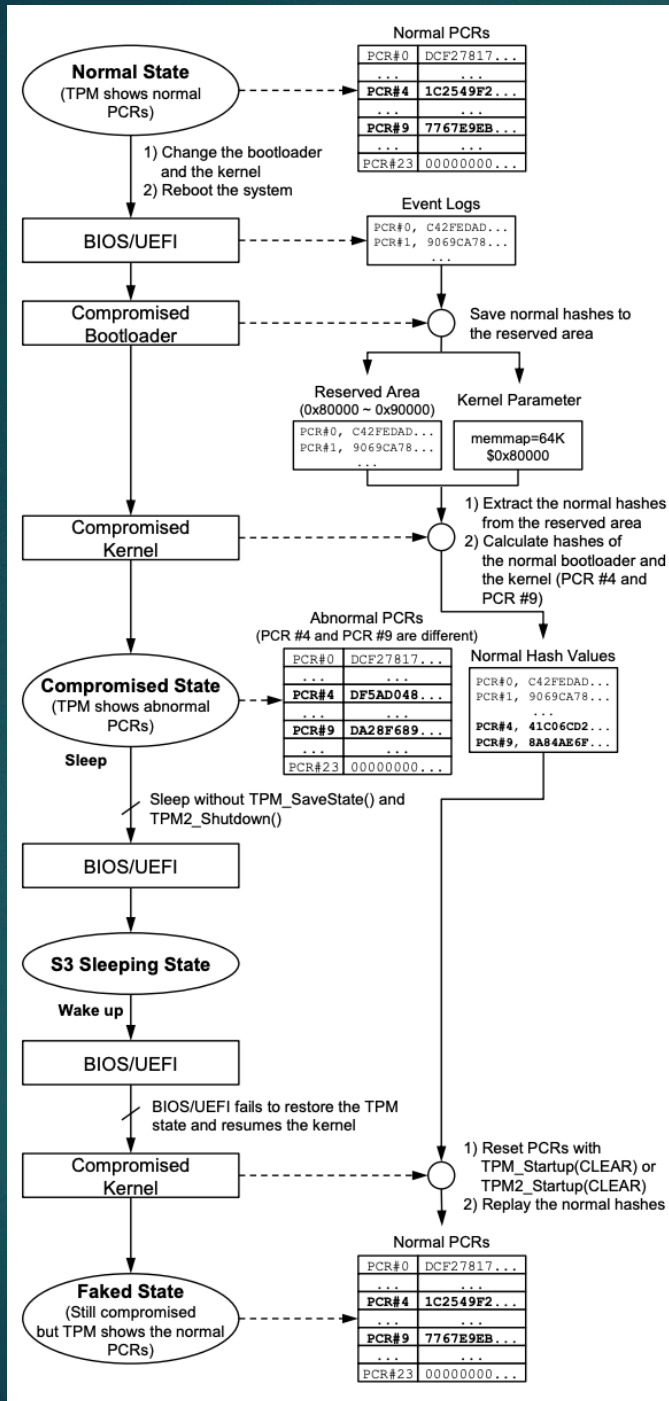 Normal PCRs
PCR#0 DCF27817...
... ...
PCR#4 1C2549F2...
... ...
PCR#9 7767E9EB...
... ...
PCR#23 00000000...
Normal State
(TPM shows normal
PCRs)
1) Change the bootloader
and the kernel
2) Reboot the system
BIOS/UEFI
Event Logs
PCR#0, C42FEDAD...
PCR#1, 9069CA78...
...
Compromised
Bootloader
Save normal hashes to
the reserved area
Reserved Area
(0x80000 ~ 0x90000)
PCR#0, C42FEDAD...
PCR#1, 9069CA78...
...
Kernel Parameter
memmap=64K
$0x80000
Compromised
Kernel
1) Extract the normal hashes
from the reserved area
2) Calculate hashes of
the normal bootloader and
the kernel (PCR #4 and
PCR #9)
Abnormal PCRs
(PCR #4 and PCR #9 are different)
PCR#0 DCF27817...
... ...
PCR#4 DF5AD048...
... ...
PCR#9 DA28F689...
... ...
PCR#23 00000000...
Normal Hash Values
PCR#0, C42FEDAD...
PCR#1, 9069CA78...
...
PCR#4, 41C06CD2...
PCR#9, 8A84AE6F...
Compromised State
(TPM shows abnormal
PCRs)
Sleep
Sleep without TPM_SaveState() and
TPM2_Shutdown()
BIOS/UEFI
S3 Sleeping State
Wake up
BIOS/UEFI
BIOS/UEFI fails to restore the TPM
state and resumes the kernel
Compromised
Kernel
1) Reset PCRs with
TPM_Startup(CLEAR) or
TPM2_Startup(CLEAR)
2) Replay the normal hashes
Normal PCRs
PCR#0 DCF27817...
... ...
PCR#4 1C2549F2...
... ...
PCR#9 7767E9EB...
... ...
PCR#23 00000000...
Faked State
(Still compromised
but TPM shows the normal
PCRs)